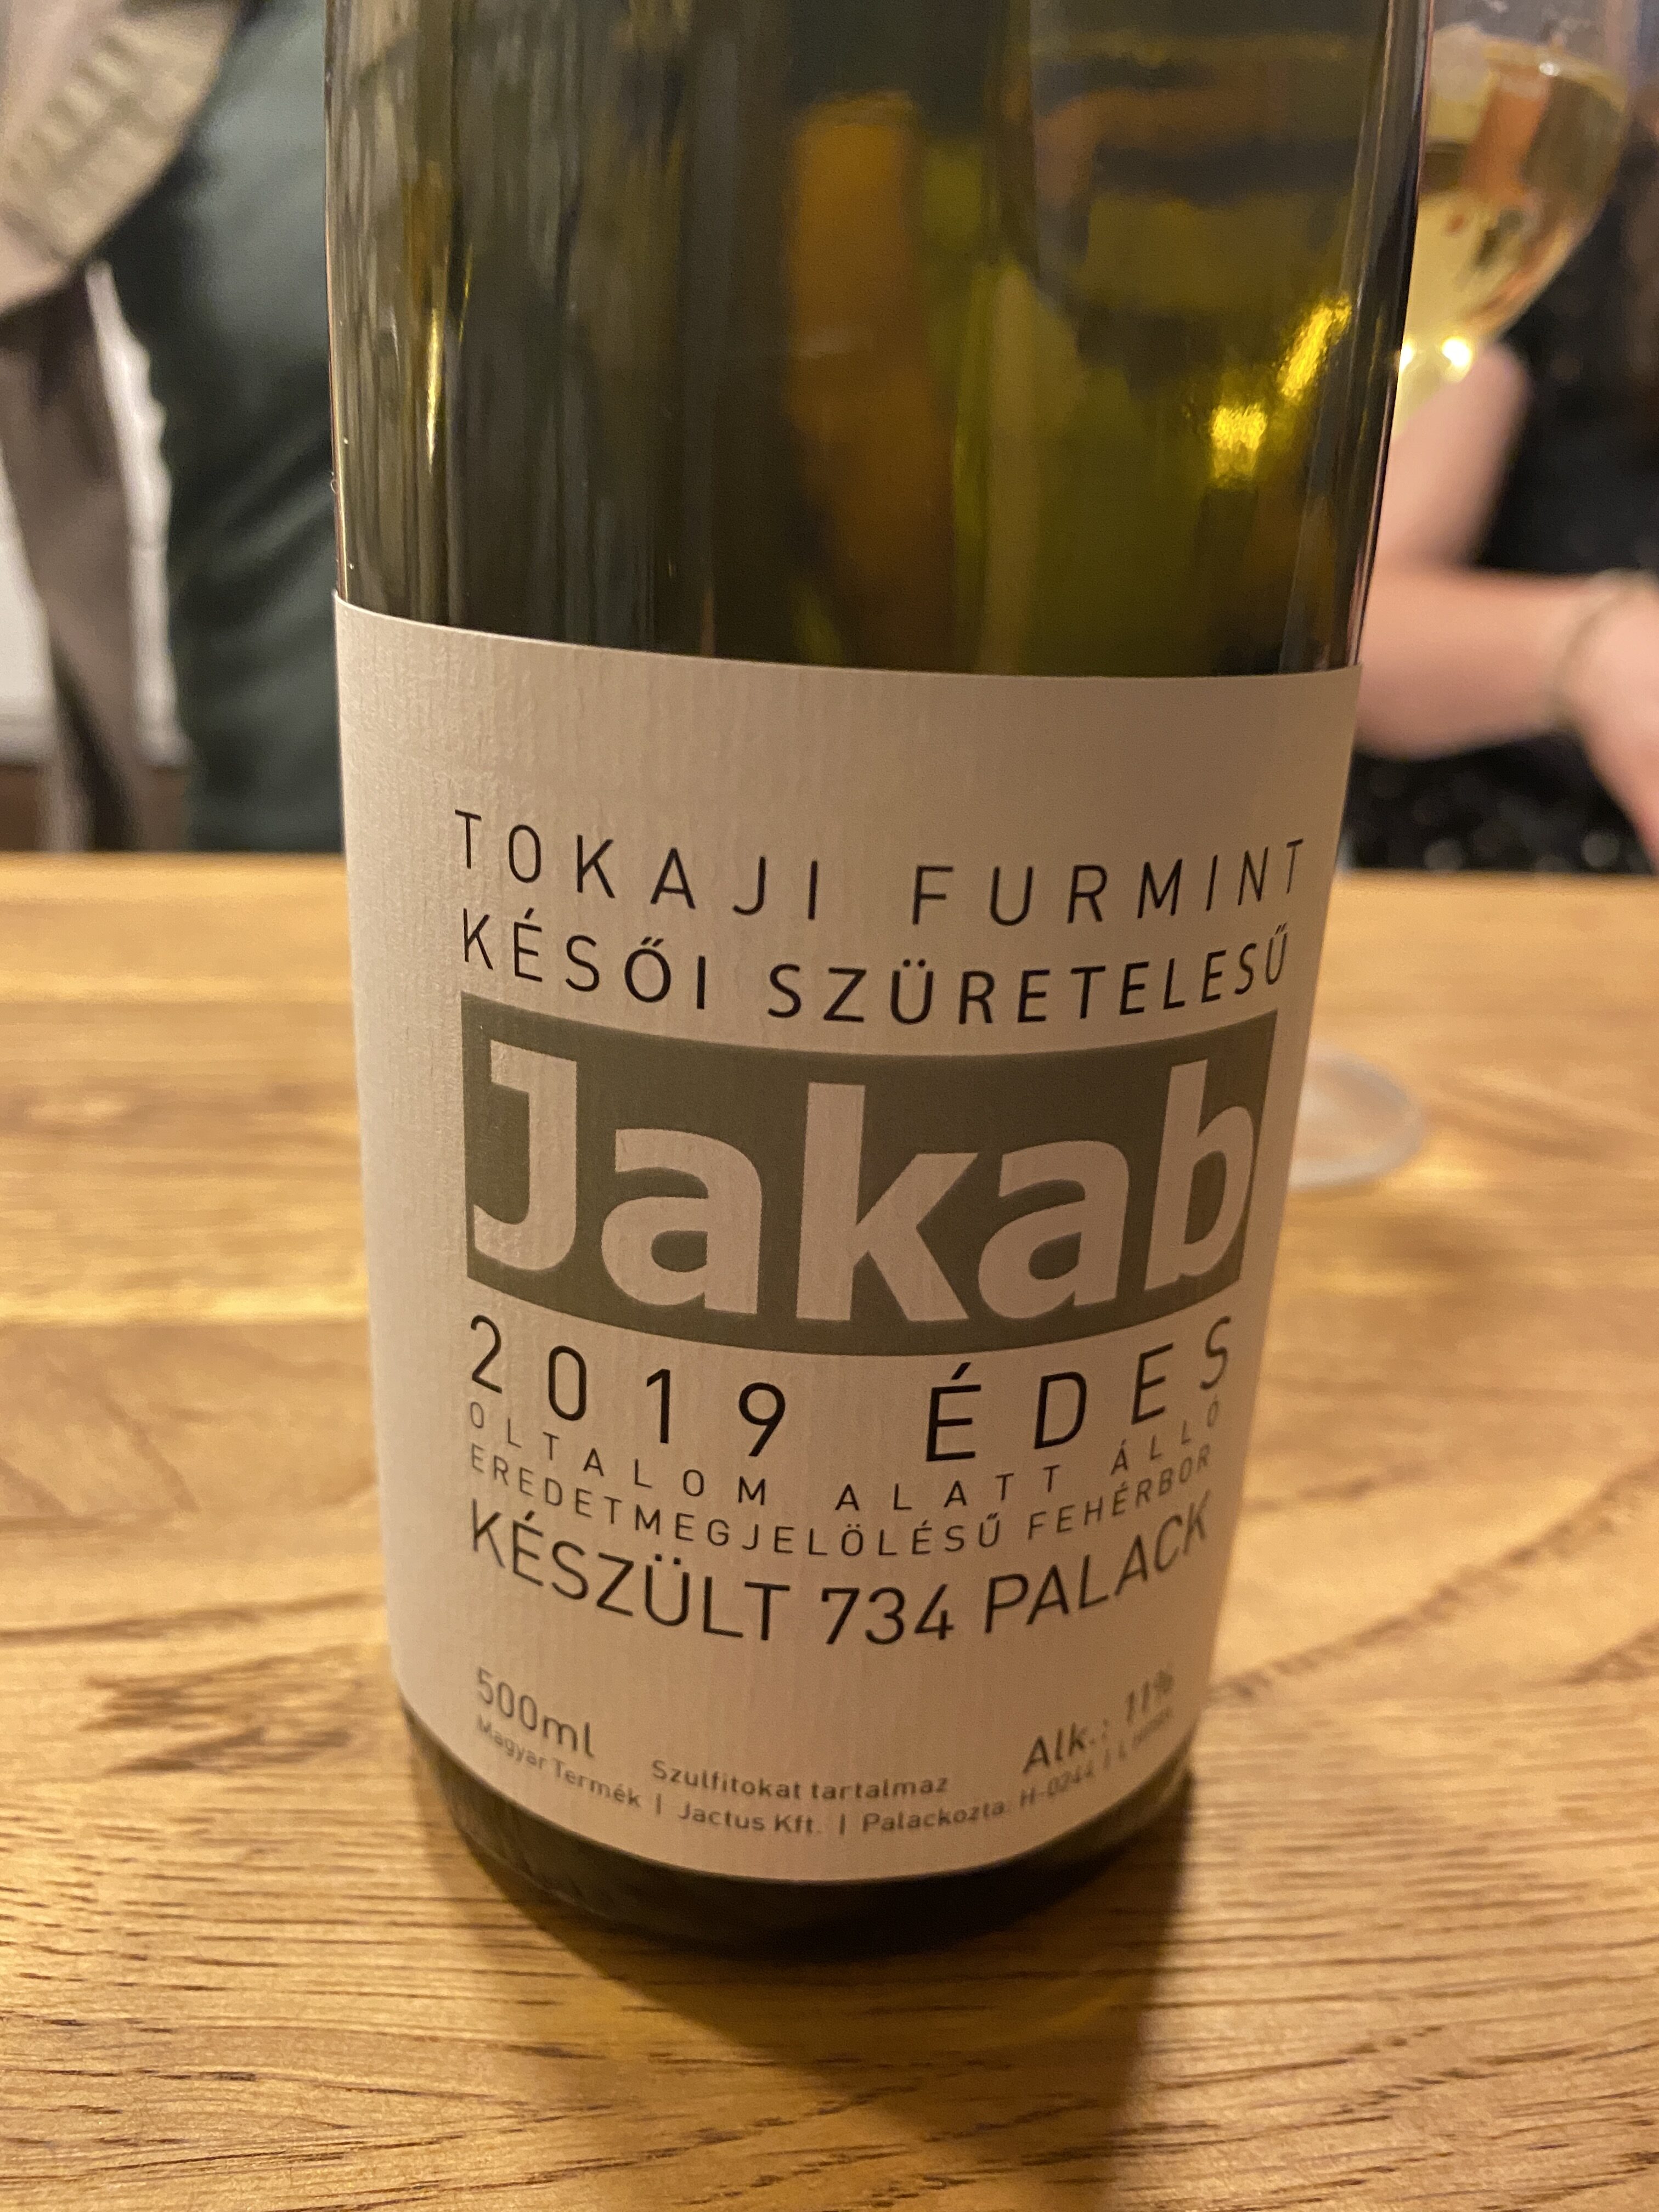 TOKAJI FURMINT
KÉSŐI SZÜRETELESŰ
Jakab
2019 ÉDES
OLTALOM ALATT ÁLLÓ
EREDETMEGJELÖLÉSŰ FEHÉRBOR
KÉSZÜLT 734 PALACK
500ml
Alk.: 11%
Szulfitokat tartalmaz
Magyar Termék | Jactus Kft. | Palackozta: H-0244